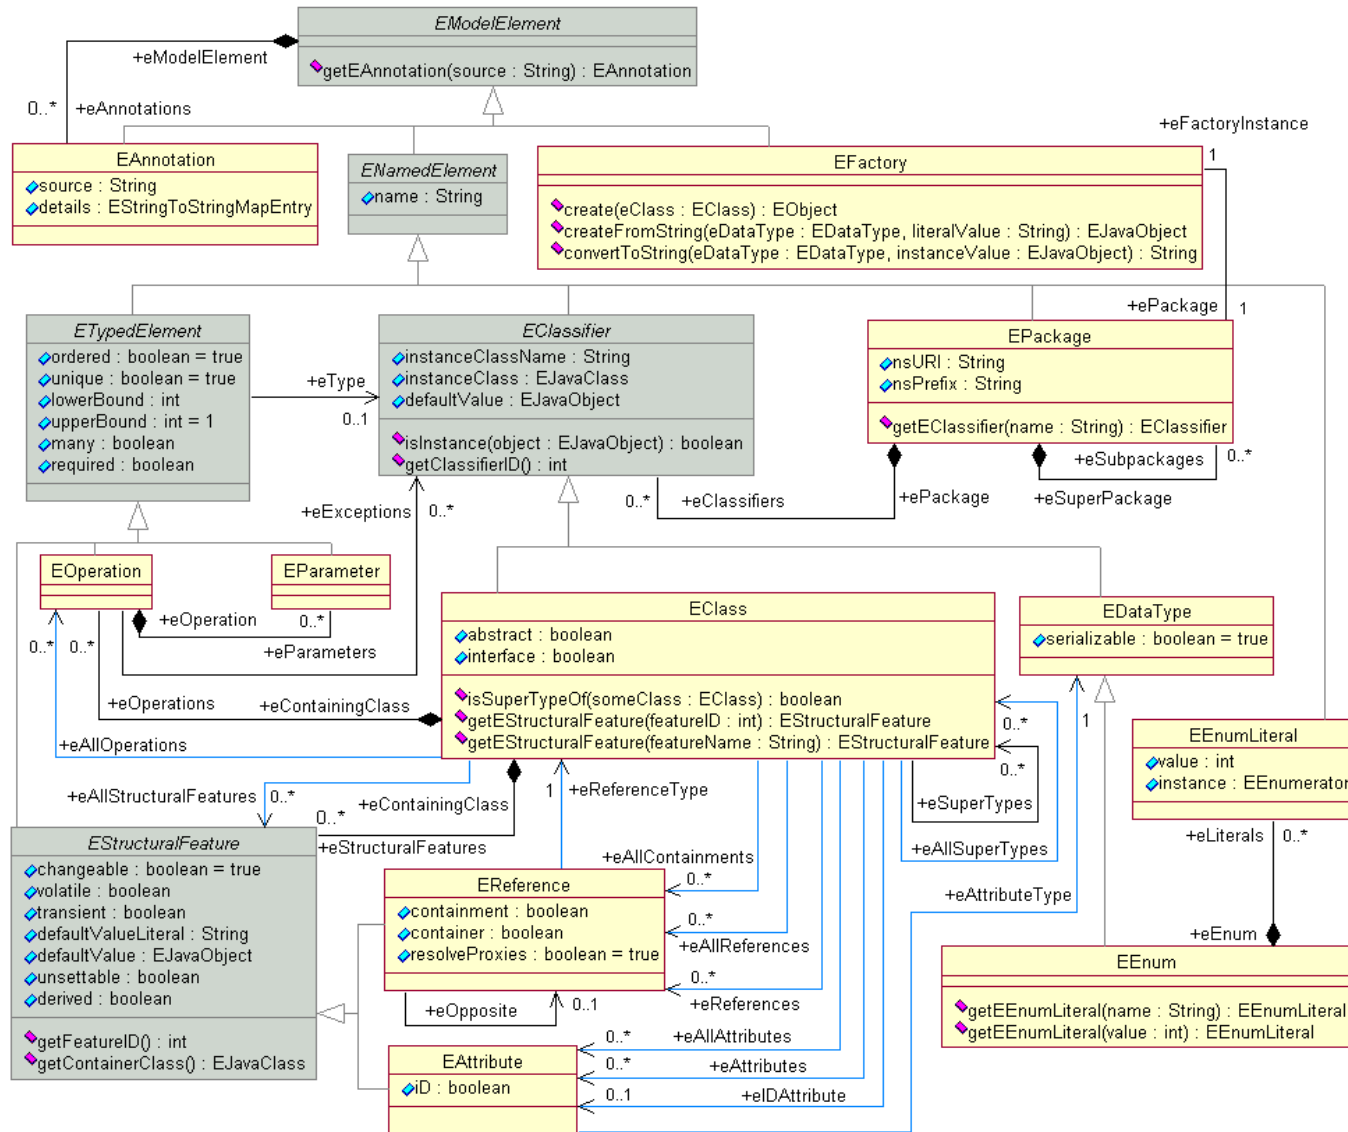 EModelElement
getEAnnotation(source : String) : EAnnotation
+eModelElement
0..*
+eAnnotations
EAnnotation
source : String
details : EStringToStringMapEntry
ENamedElement
name : String
+eFactoryInstance
1
EFactory
create(eClass : EClass) : EObject
createFromString(eDataType : EDataType, literalValue : String) : EJavaObject
convertToString(eDataType : EDataType, instanceValue : EJavaObject) : String
+ePackage
1
ETypedElement
ordered : boolean = true
unique : boolean = true
lowerBound : int
upperBound : int = 1
many : boolean
required : boolean
+eType
0..1
EClassifier
instanceClassName : String
instanceClass : EJavaClass
defaultValue : EJavaObject
isInstance(object : EJavaObject) : boolean
getClassifierID() : int
EPackage
nsURI : String
nsPrefix : String
getEClassifier(name : String) : EClassifier
+eSubpackages
0..*
+eSuperPackage
+ePackage
0..*
+eClassifiers
+eExceptions
0..*
EOperation
EParameter
+eOperation
0..*
+eParameters
0..*
0..*
+eOperations
+eContainingClass
+eAllOperations
EClass
abstract : boolean
interface : boolean
isSuperTypeOf(someClass : EClass) : boolean
getEStructuralFeature(featureID : int) : EStructuralFeature
getEStructuralFeature(featureName : String) : EStructuralFeature
0..*
0..*
+eSuperTypes
+eAllSuperTypes
EDataType
serializable : boolean = true
1
+eAttributeType
EEnumLiteral
value : int
instance : EEnumerator
+eLiterals
0..*
+eEnum
EEnum
getEEnumLiteral(name : String) : EEnumLiteral
getEEnumLiteral(value : int) : EEnumLiteral
+eAllStructuralFeatures
0..*
+eContainingClass
0..*
+eStructuralFeatures
1
+eReferenceType
EStructuralFeature
changeable : boolean = true
volatile : boolean
transient : boolean
defaultValueLiteral : String
defaultValue : EJavaObject
unsettable : boolean
derived : boolean
getFeatureID() : int
getContainerClass() : EJavaClass
EReference
containment : boolean
container : boolean
resolveProxies : boolean = true
+eAllContainments
0..*
0..*
+eAllReferences
0..*
+eReferences
+eOpposite
0..1
EAttribute
iD : boolean
0..*
+eAllAttributes
0..*
+eAttributes
0..1
+eIDAttribute